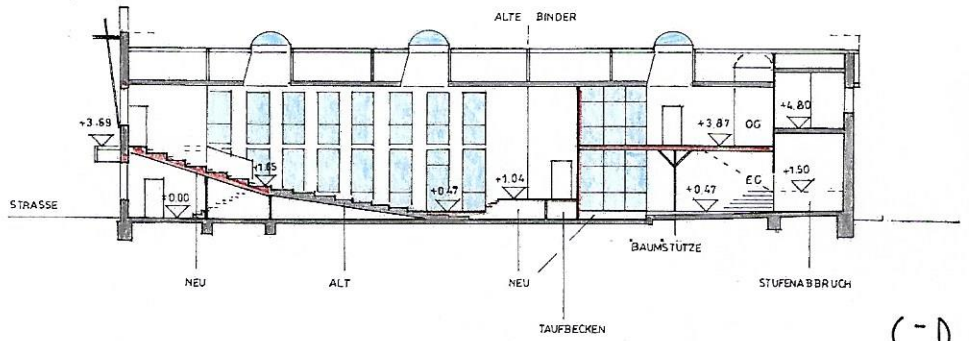 ALTE BINDER
+4.80
+3.69
+3.87
OG
+1.65
+1.04
EG
+1.50
0.00
+0.47
+0.47
STRASSE
"BAUMSTÜTZE
NEU
ALT
NEU
STUFENABBRUCH
TAUFBECKEN